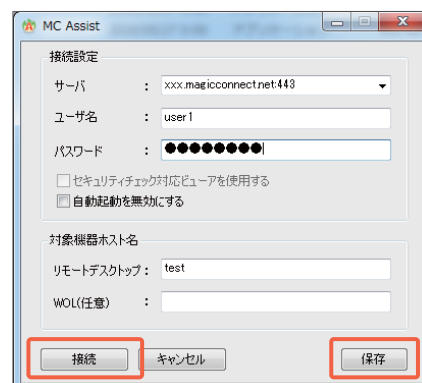 MC Assist
接続設定
サーバ : xxx.magicconnect.net:443
ユーザ名 : user1
パスワード : ●●●●●●●●
セキュリティチェック対応ビューアを使用する
自動起動を無効にする
対象機器ホスト名
リモートデスクトップ : test
WOL(任意) :
接続 キャンセル 保存